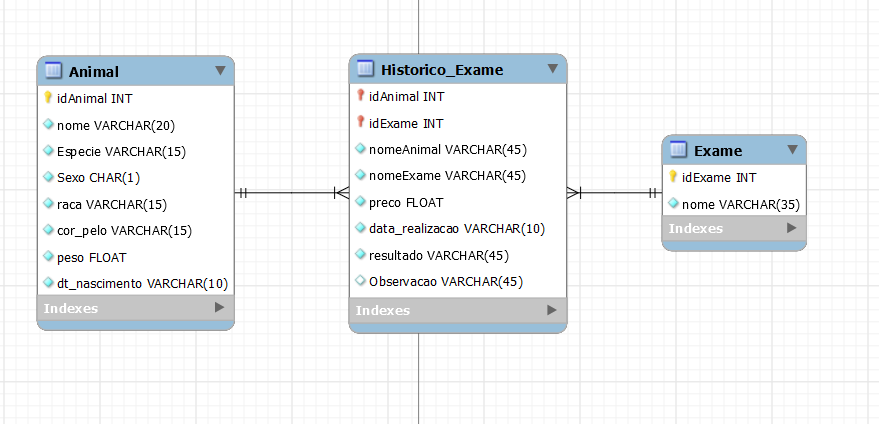 Animal
idAnimal INT
nome VARCHAR(20)
Especie VARCHAR(15)
Sexo CHAR(1)
raca VARCHAR(15)
cor_pelo VARCHAR(15)
peso FLOAT
dt_nascimento VARCHAR(10)
Indexes
Historico_Exame
idAnimal INT
idExame INT
nomeAnimal VARCHAR(45)
nomeExame VARCHAR(45)
preco FLOAT
data_realizacao VARCHAR(10)
resultado VARCHAR(45)
Observacao VARCHAR(45)
Indexes
Exame
idExame INT
nome VARCHAR(35)
Indexes